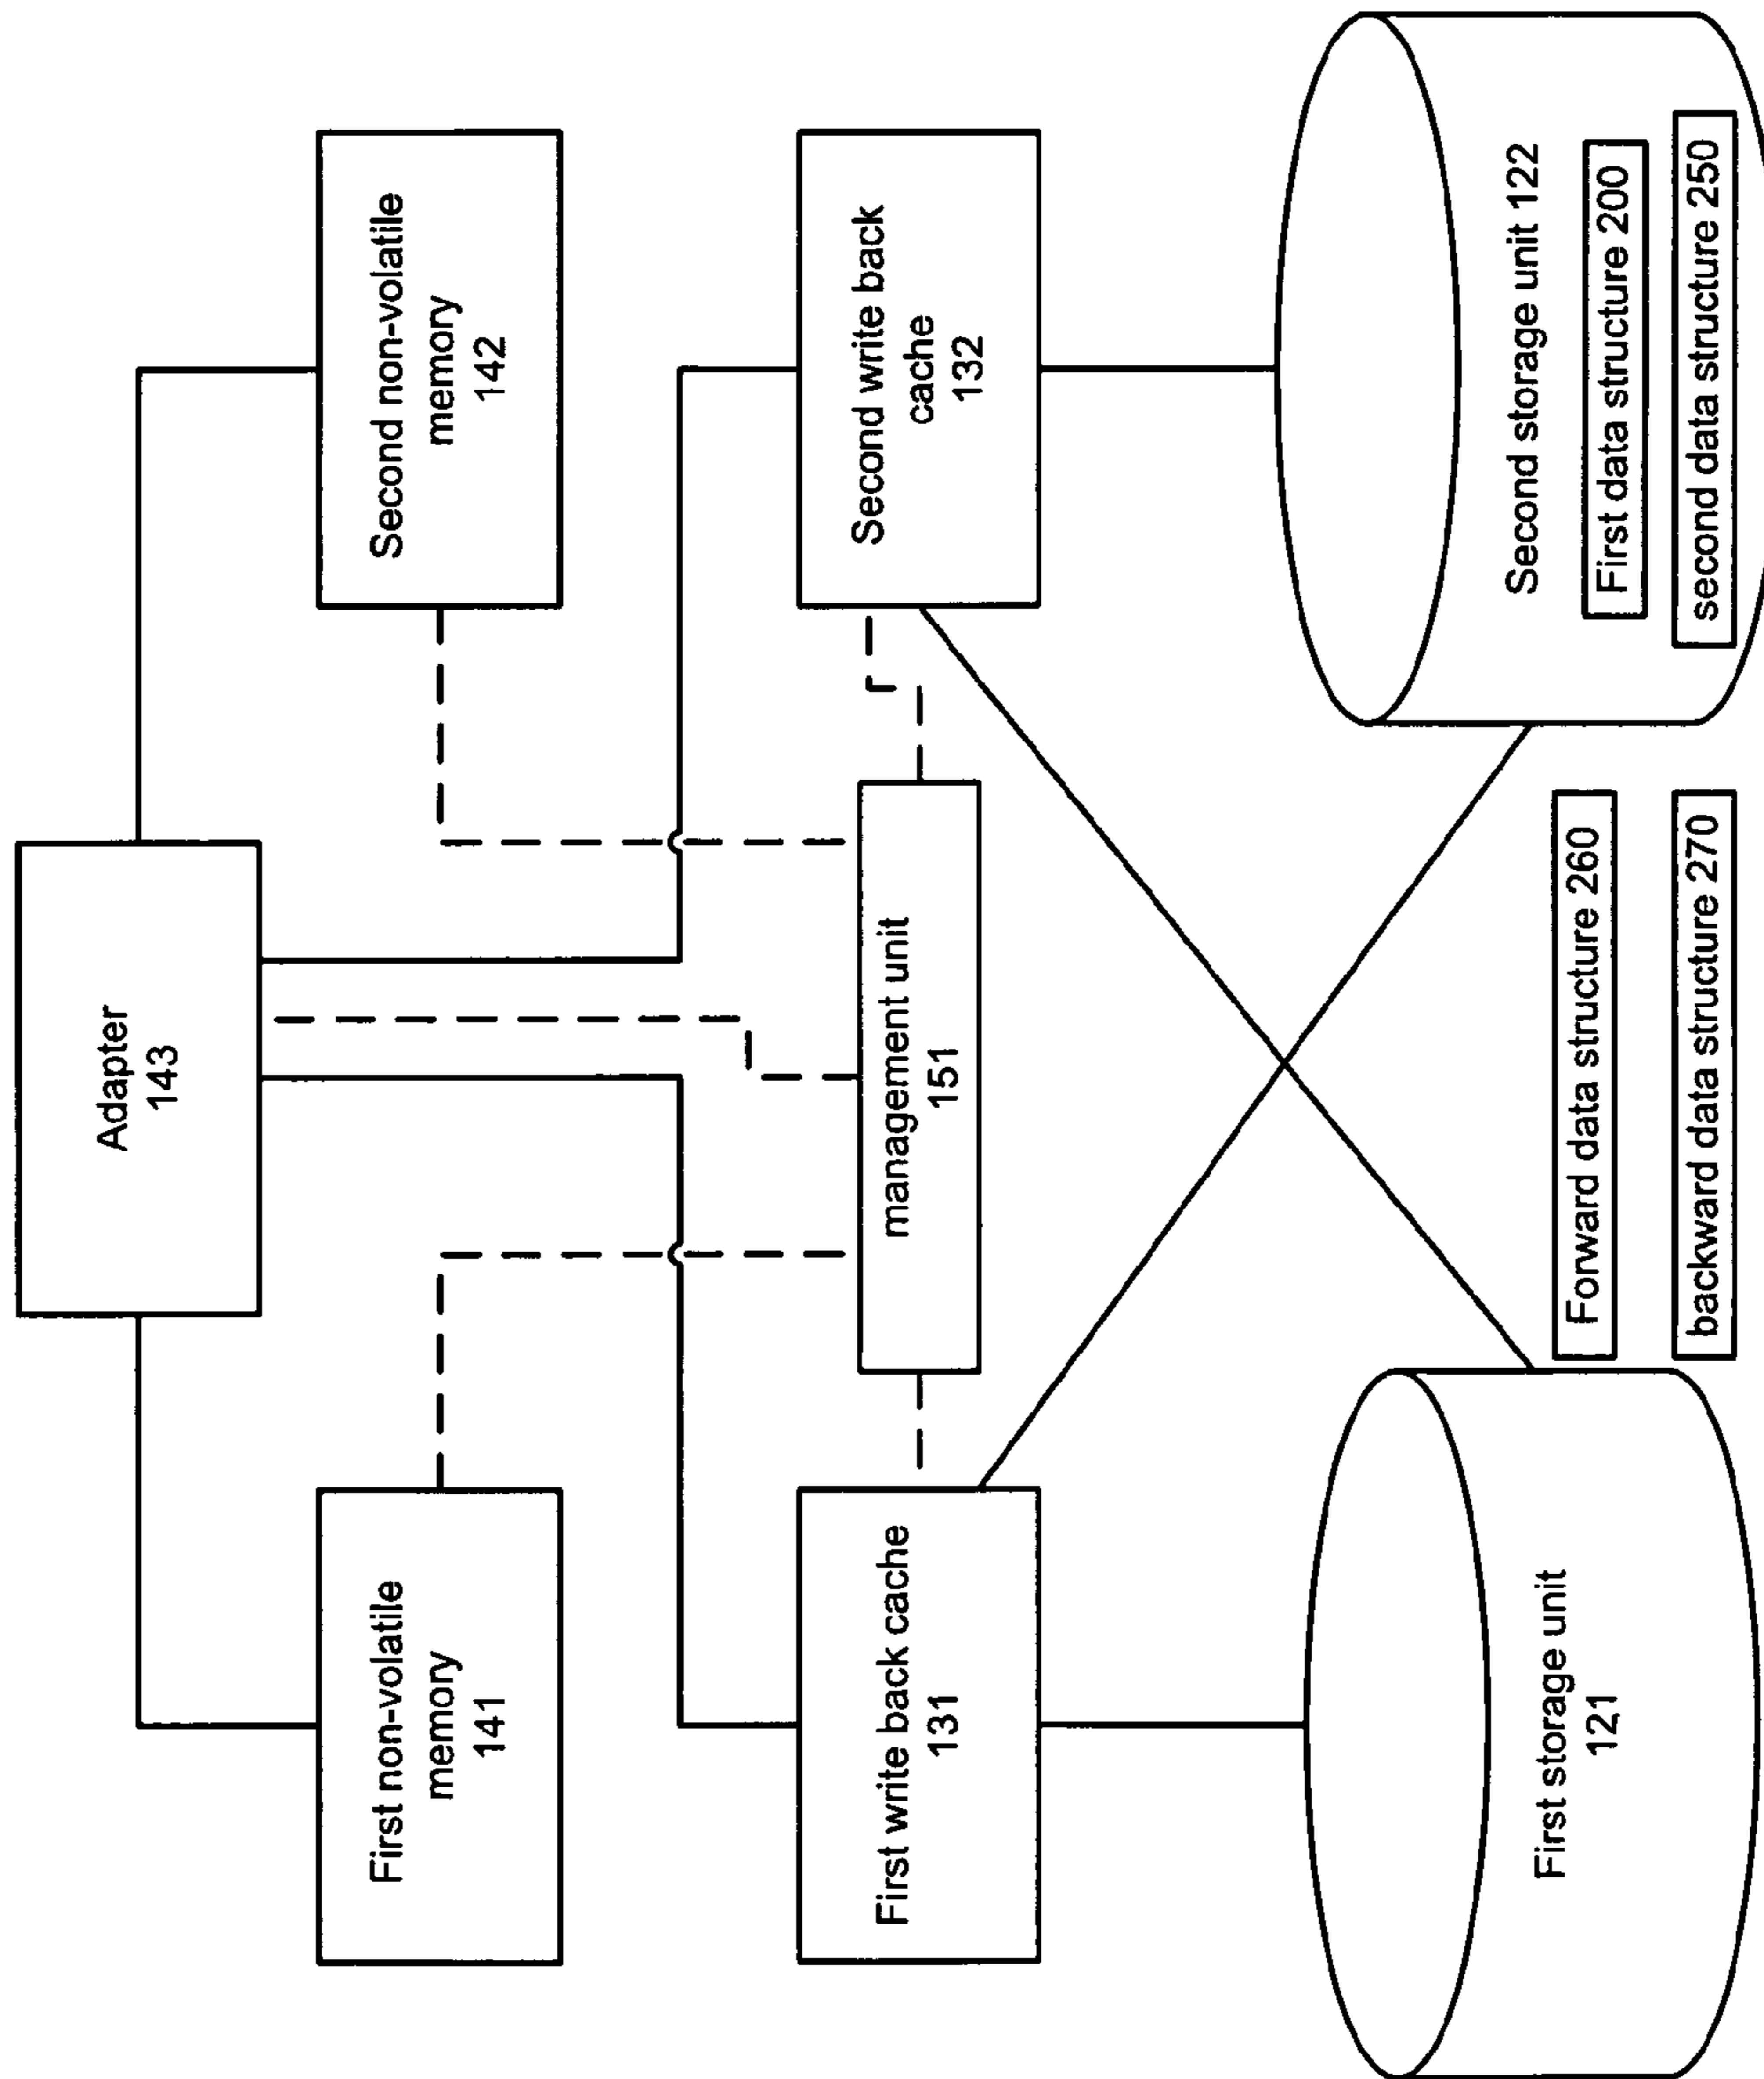 Adapter
143
First non-volatile
memory
141
Second non-volatile
memory
142
First write back cache
131
management unit
151
Second write back
cache
132
First storage unit
121
Forward data structure 260
backward data structure 270
Second storage unit 122
First data structure 200
second data structure 250